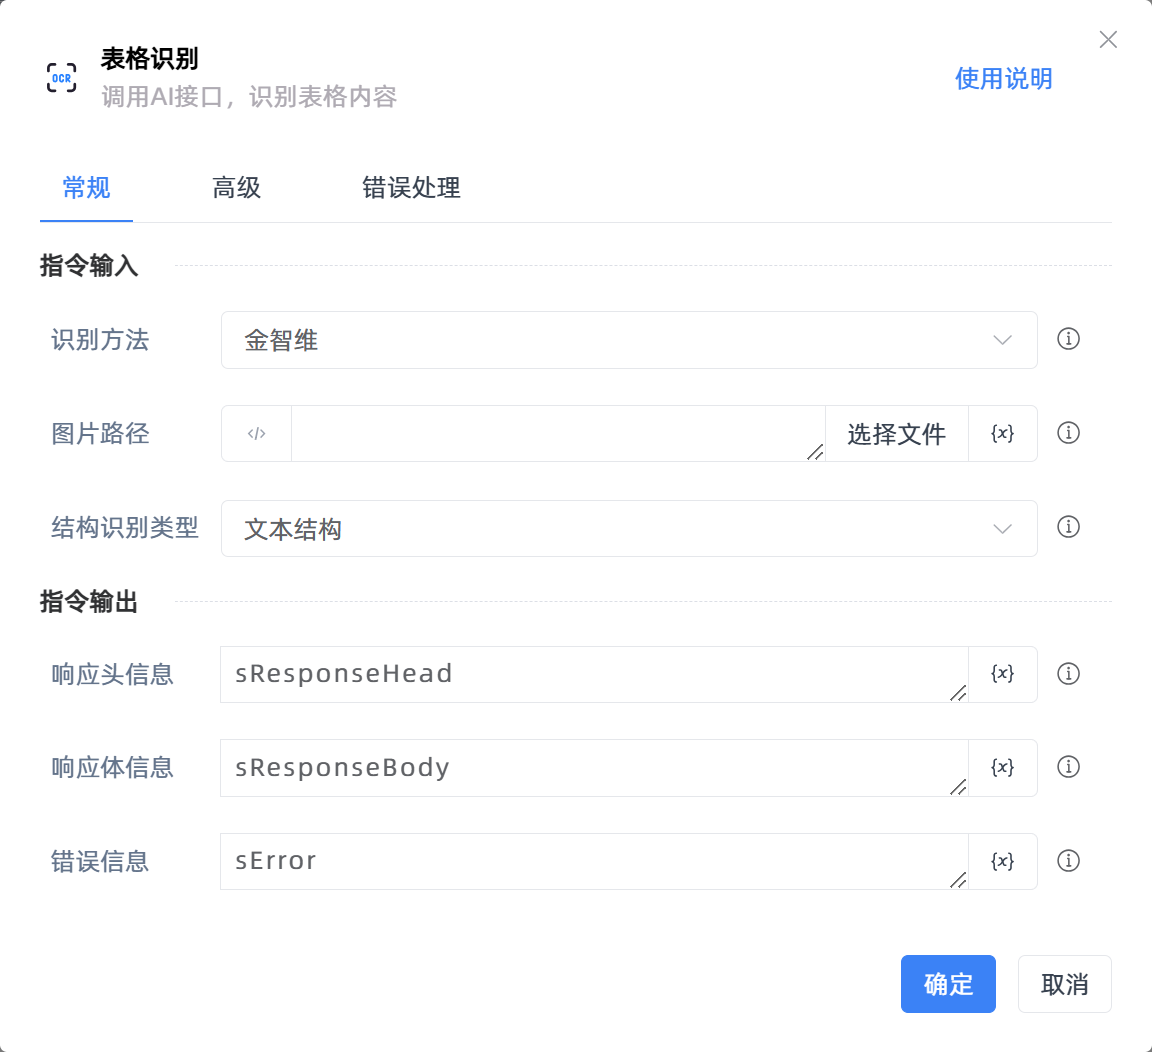 OCR
表格识别
调用AI接口，识别表格内容
使用说明
常规
高级
错误处理
指令输入
识别方法
金智维
图片路径
</>
选择文件
{x}
结构识别类型
文本结构
指令输出
响应头信息
sResponseHead
{x}
响应体信息
sResponseBody
{x}
错误信息
sError
{x}
确定
取消